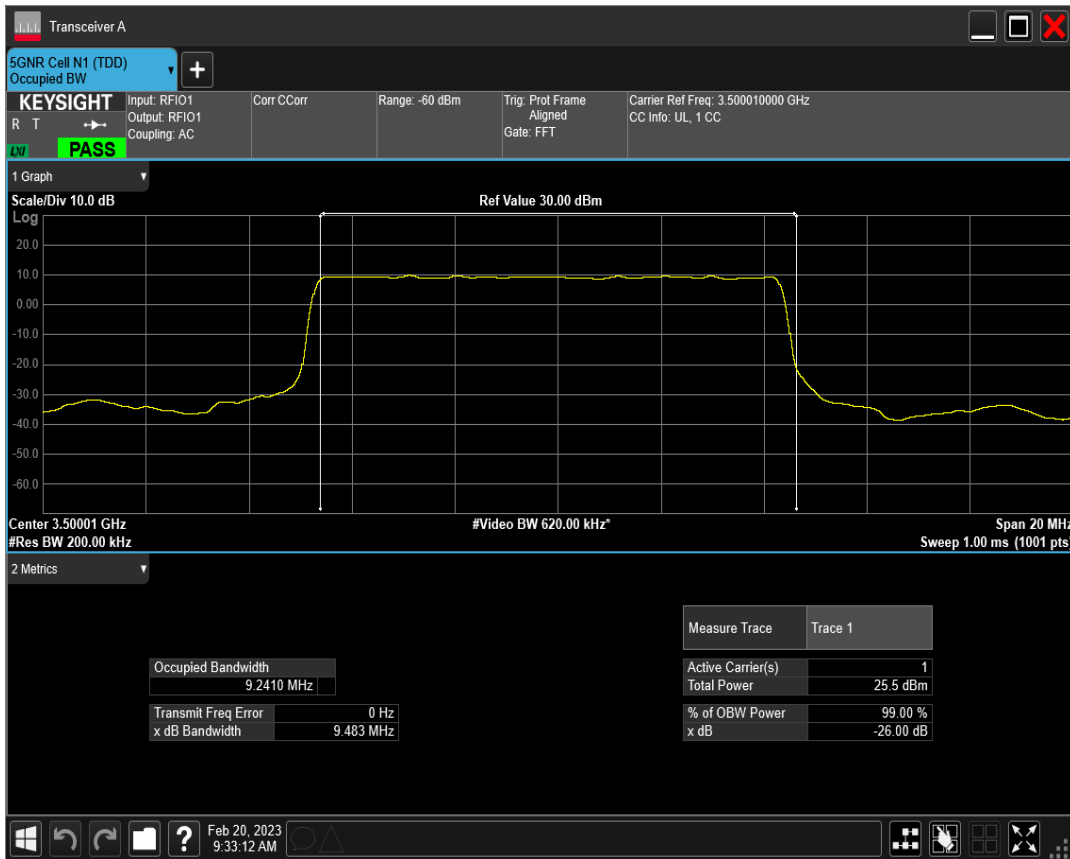 Transceiver A
5GNR Cell N1 (TDD)
Occupied BW
+
KEYSIGHT
R T
LXI
PASS
Input: RFIO1
Output: RFIO1
Coupling: AC
Corr CCorr
Range: -60 dBm
Trig: Prot Frame
Aligned
Gate: FFT
Carrier Ref Freq: 3.500010000 GHz
CC Info: UL, 1 CC
1 Graph
Scale/Div 10.0 dB
Ref Value 30.00 dBm
Log
20.0
10.0
0.00
-10.0
-20.0
-30.0
-40.0
-50.0
-60.0
Center 3.50001 GHz
#Video BW 620.00 kHz*
Span 20 MHz
#Res BW 200.00 kHz
Sweep 1.00 ms (1001 pts)
2 Metrics
Measure Trace Trace 1
Occupied Bandwidth
9.2410 MHz
Active Carrier(s) 1
Total Power 25.5 dBm
Transmit Freq Error 0 Hz
x dB Bandwidth 9.483 MHz
% of OBW Power 99.00 %
x dB -26.00 dB
?
Feb 20, 2023
9:33:12 AM